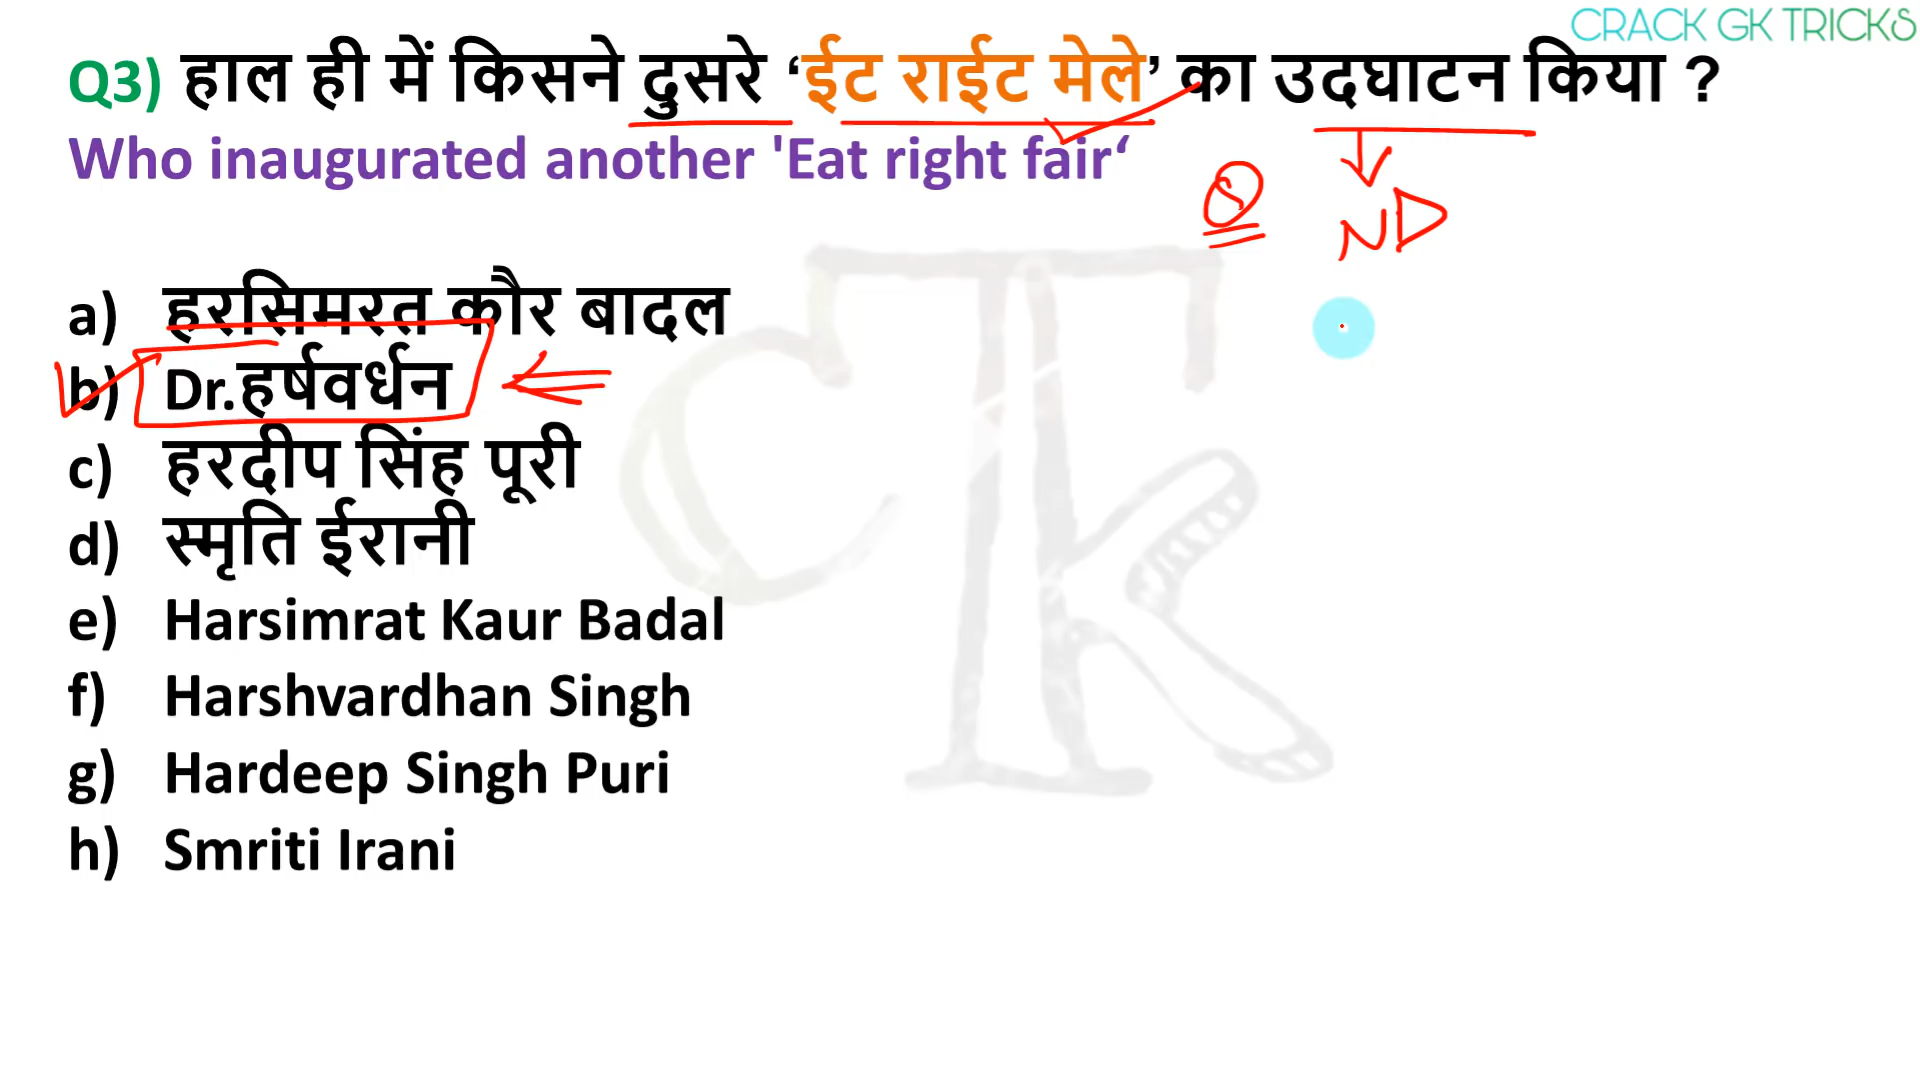 CRACK GK TRICKS
Q3) हाल ही में किसने दुसरे ‘ईट राईट मेले’ का उदघाटन किया ?
Who inaugurated another 'Eat right fair‘
ND
a) हरसिमरत कौर बादल
b) Dr.हर्षवर्धन
c) हरदीप सिंह पूरी
d) स्मृति ईरानी
e) Harsimrat Kaur Badal
f) Harshvardhan Singh
g) Hardeep Singh Puri
h) Smriti Irani